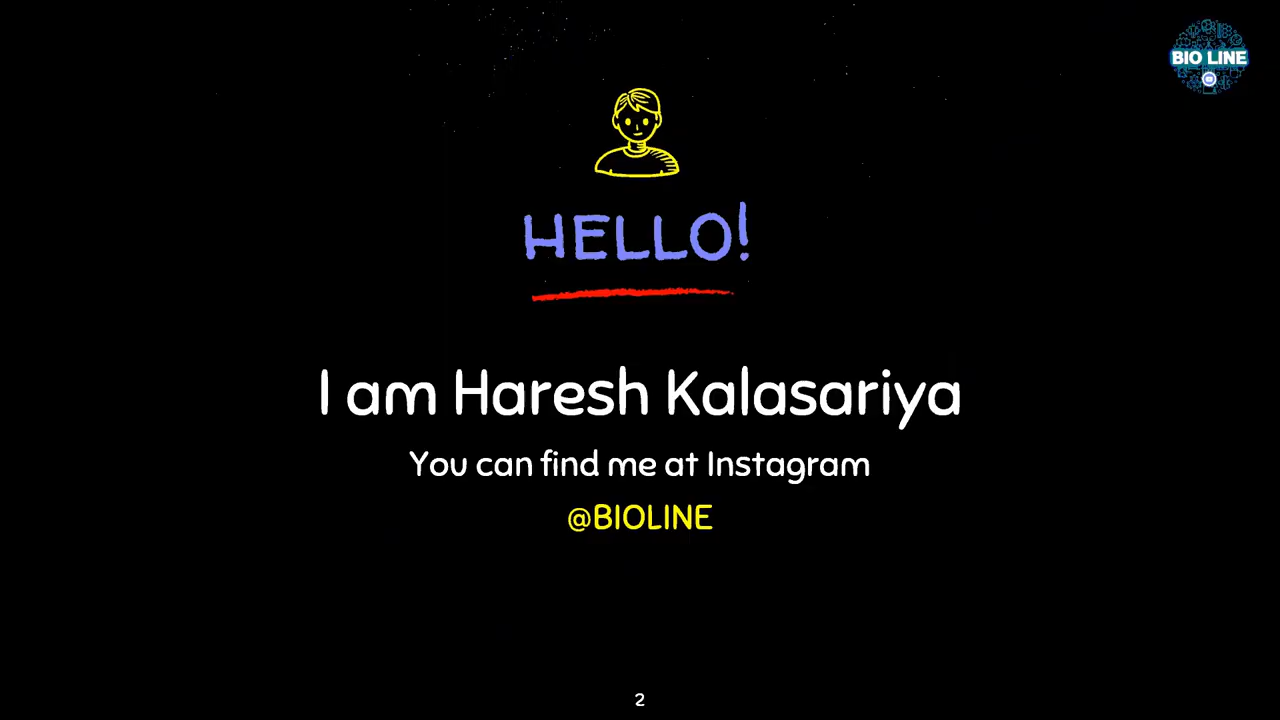 BIO LINE
HELLO!
I am Haresh Kalasariya
You can find me at Instagram
@BIOLINE
2